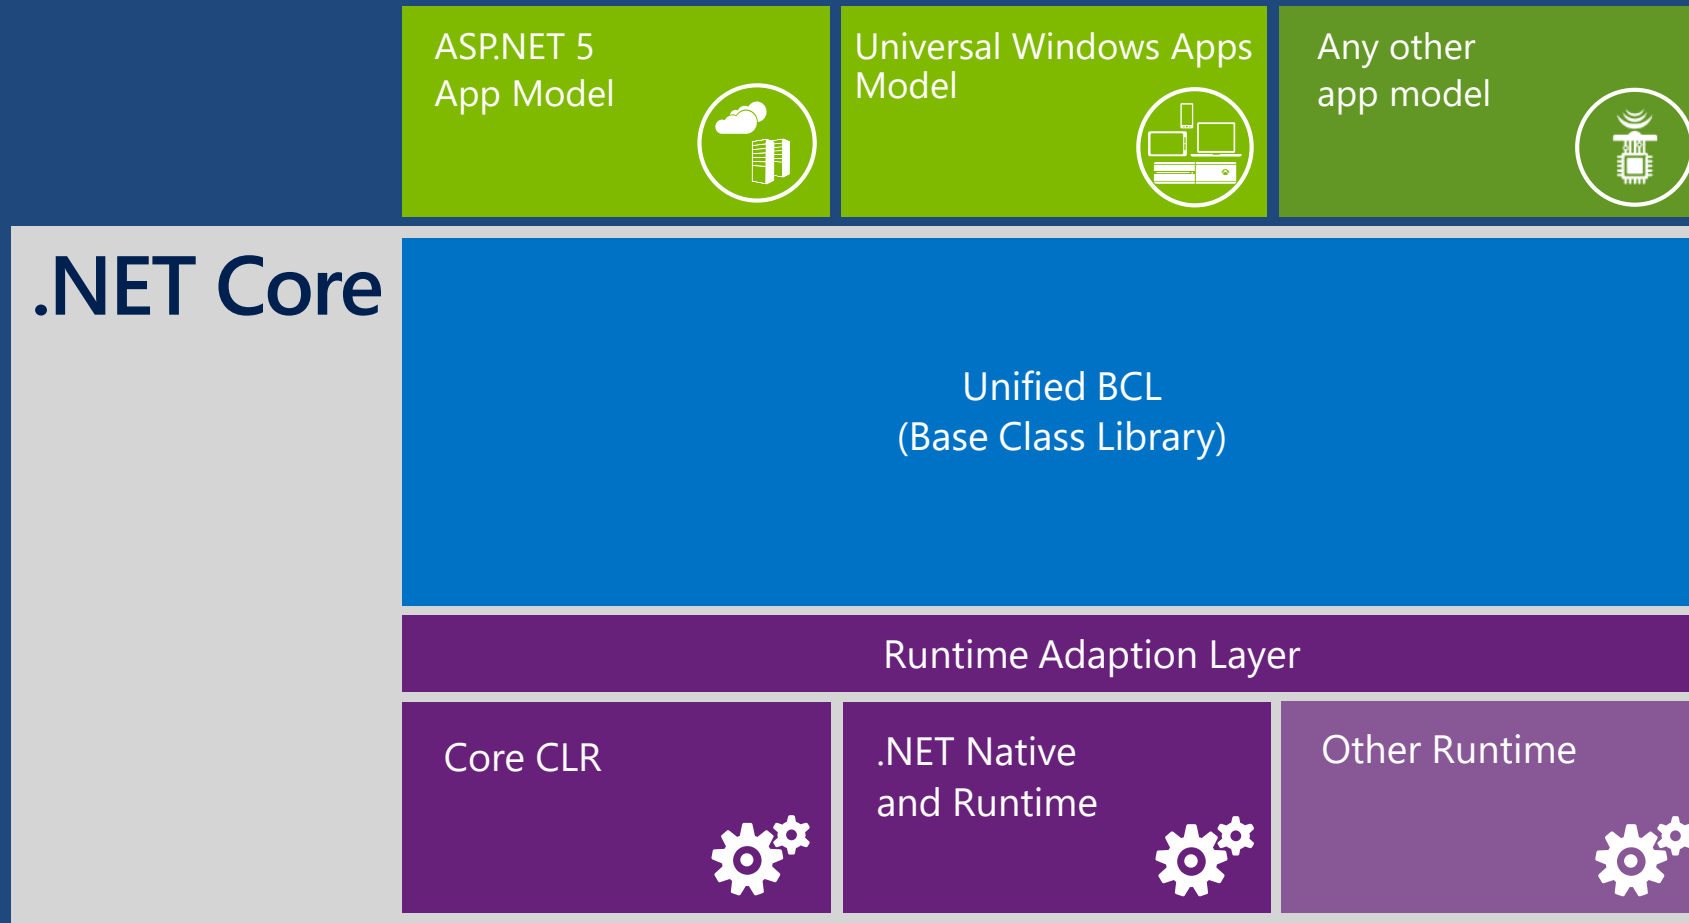 ASP.NET 5
App Model
Universal Windows Apps
Model
Any other
app model
.NET Core
Unified BCL
(Base Class Library)
Runtime Adaption Layer
Core CLR
.NET Native
and Runtime
Other Runtime